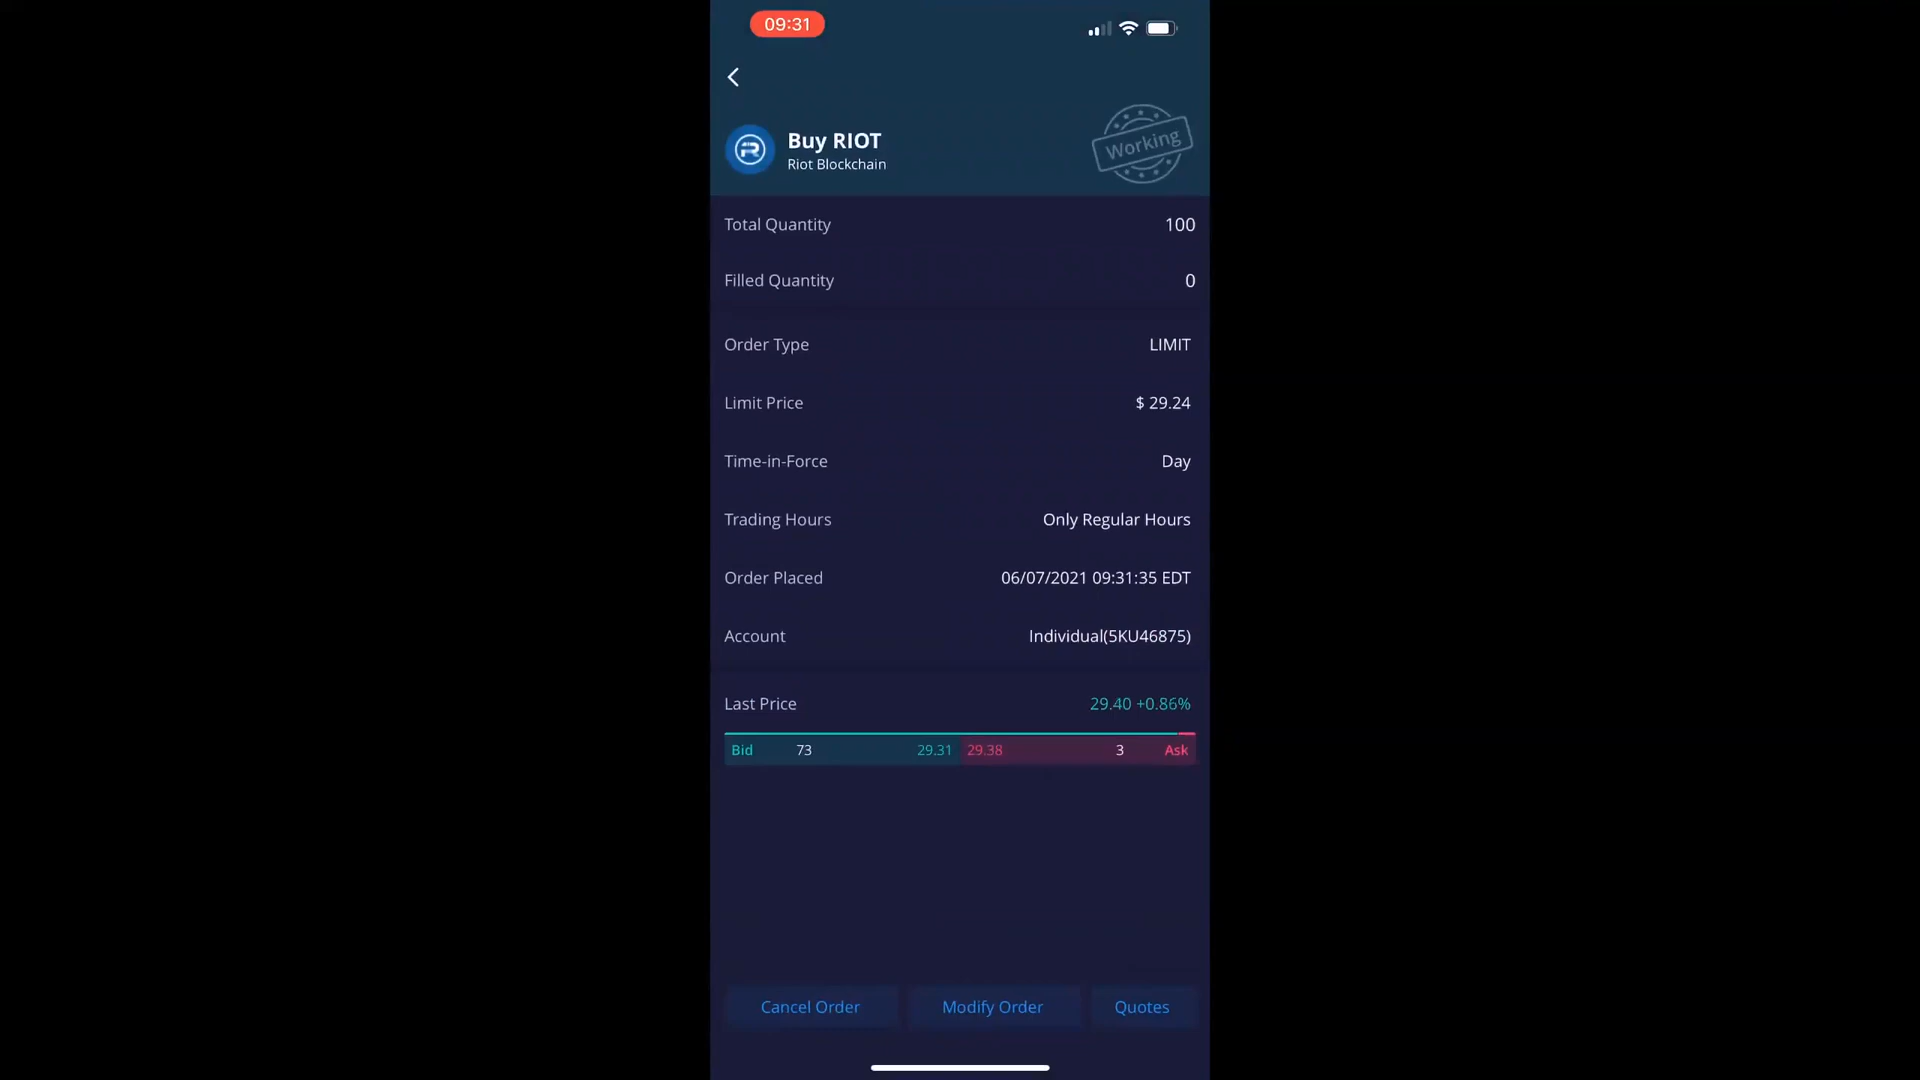 09:31
Buy RIOT
Riot Blockchain
Working
Total Quantity 100
Filled Quantity 0
Order Type LIMIT
Limit Price $ 29.24
Time-in-Force Day
Trading Hours Only Regular Hours
Order Placed 06/07/2021 09:31:35 EDT
Account Individual(5KU46875)
Last Price 29.40 +0.86%
Bid 73 29.31 29.38 3 Ask
Cancel Order Modify Order Quotes